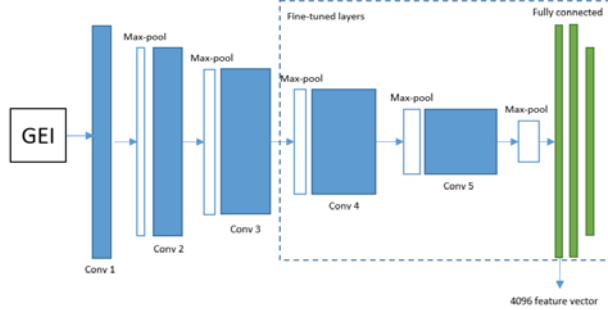 Fine-tuned layers
Fully connected
Max-pool
Max-pool
Max-pool
Max-pool
Max-pool
GEI
Conv 1
Conv 2
Conv 3
Conv 4
Conv 5
4096 feature vector